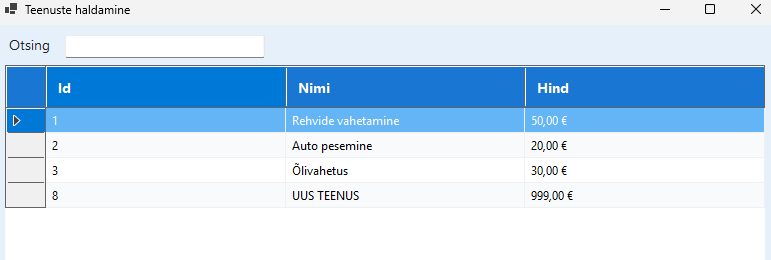 Teenuste haldamine
Otsing
Id Nimi Hind
1 Rehvide vahetamine 50,00 €
2 Auto pesemine 20,00 €
3 Õlivahetus 30,00 €
8 UUS TEENUS 999,00 €